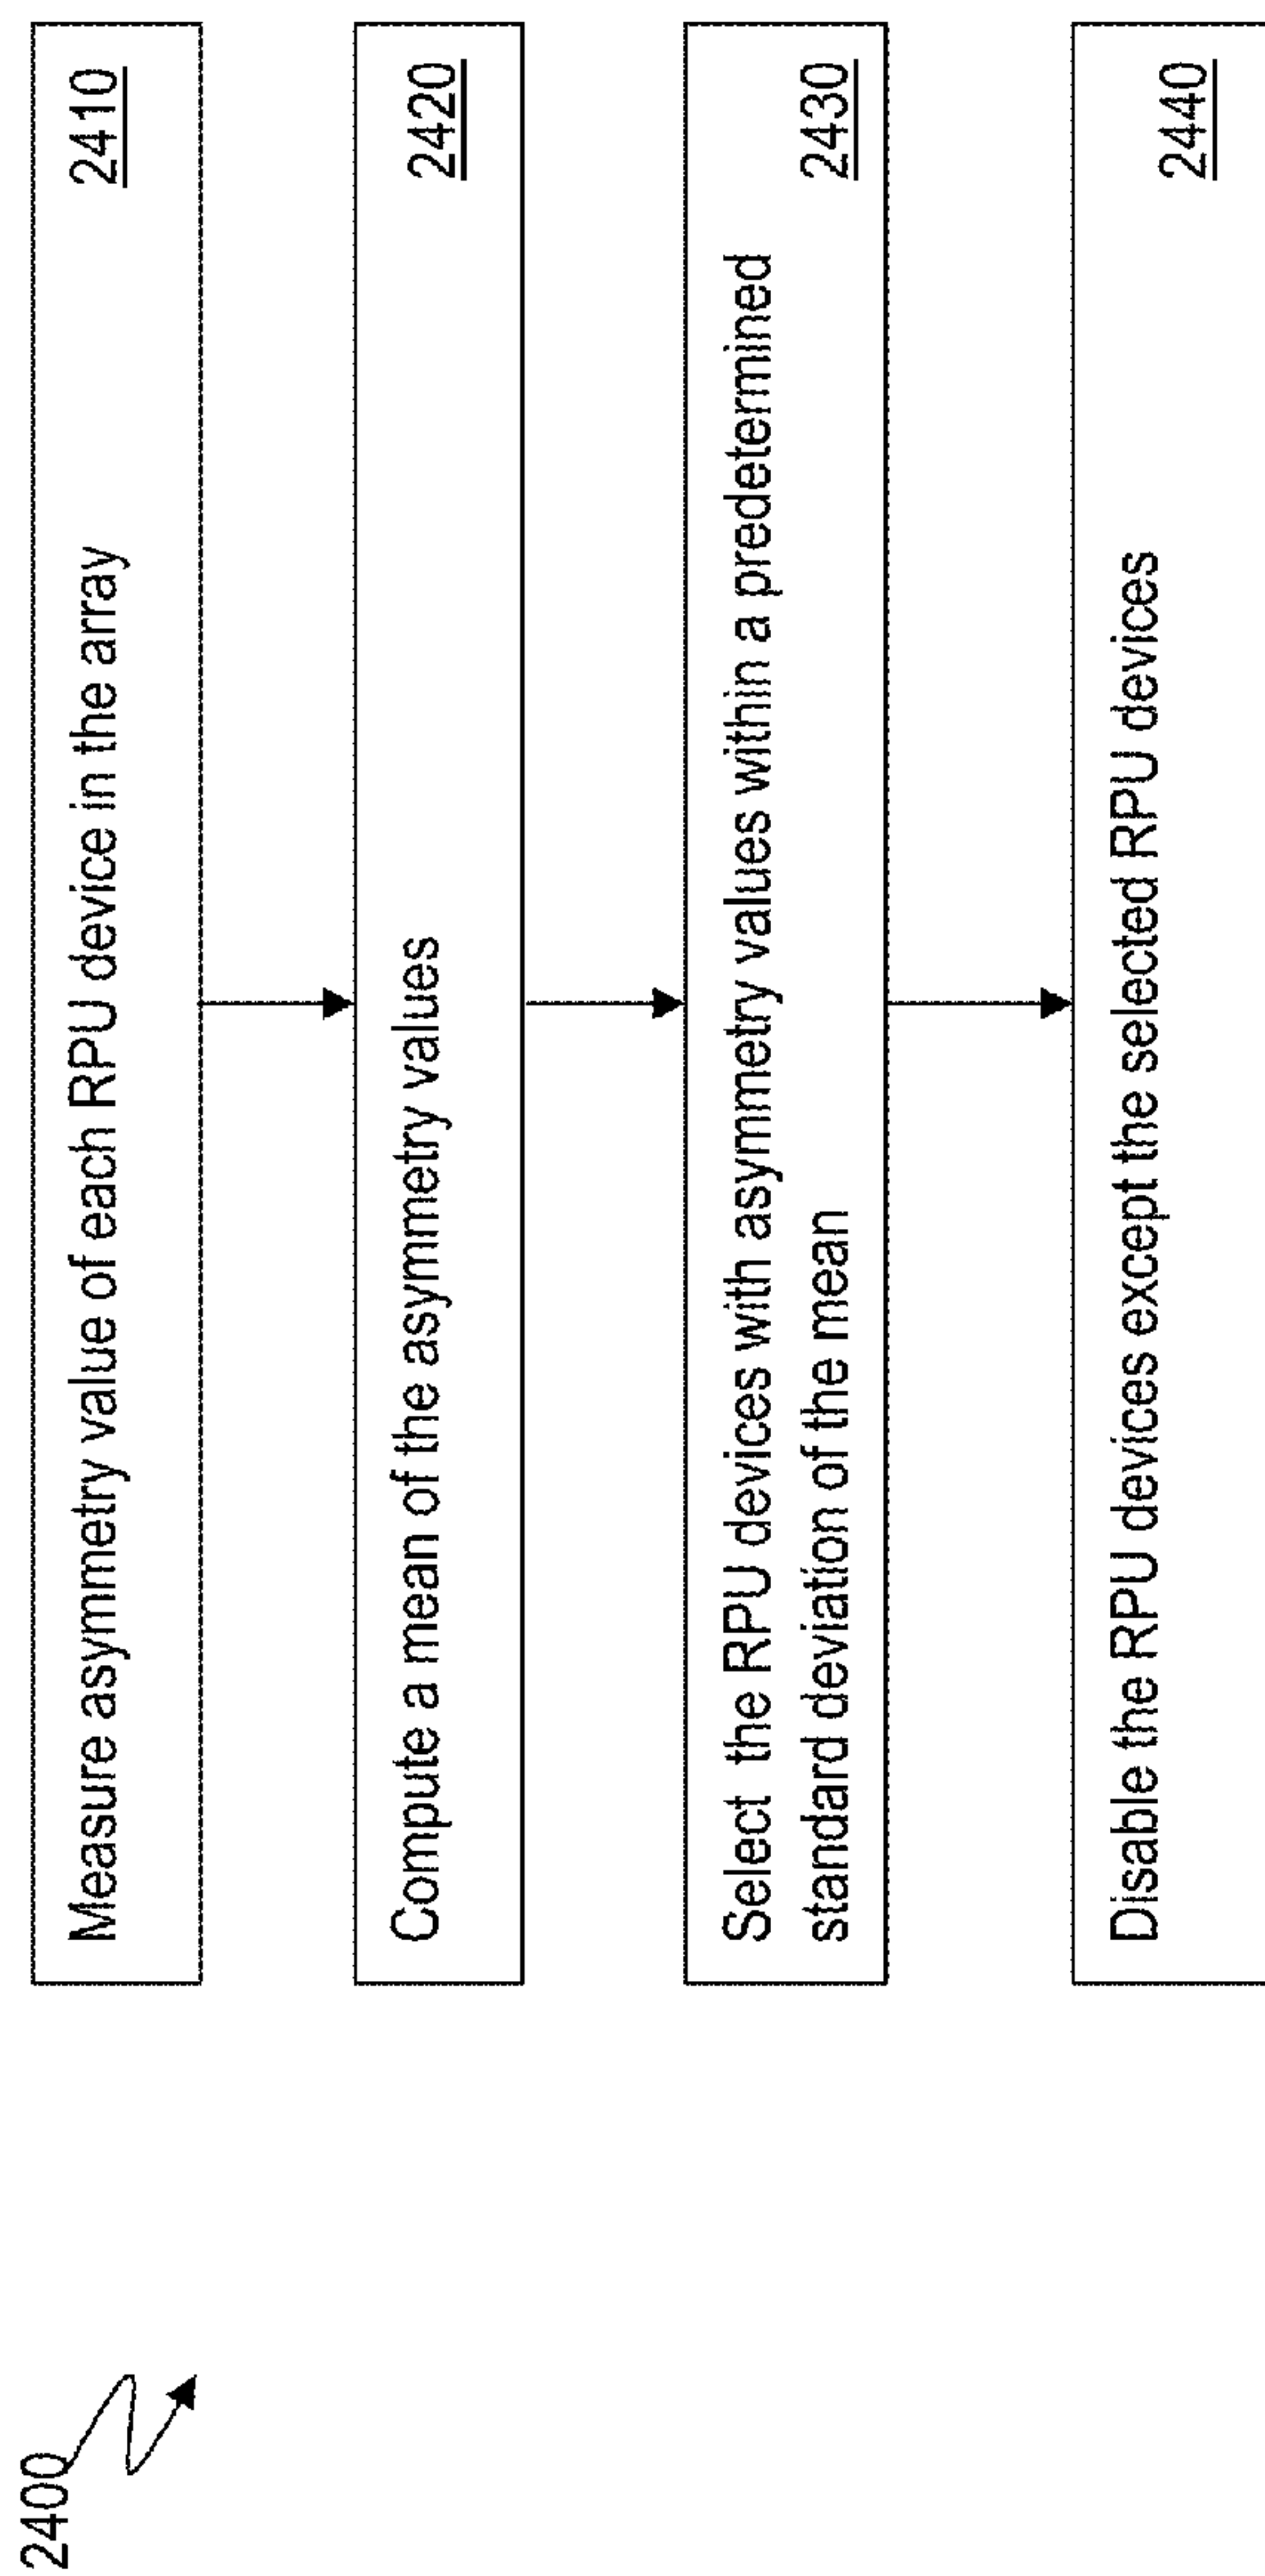 2400
Measure asymmetry value of each RPU device in the array
2410
Compute a mean of the asymmetry values
2420
Select the RPU devices with asymmetry values within a predetermined
standard deviation of the mean
2430
Disable the RPU devices except the selected RPU devices
2440